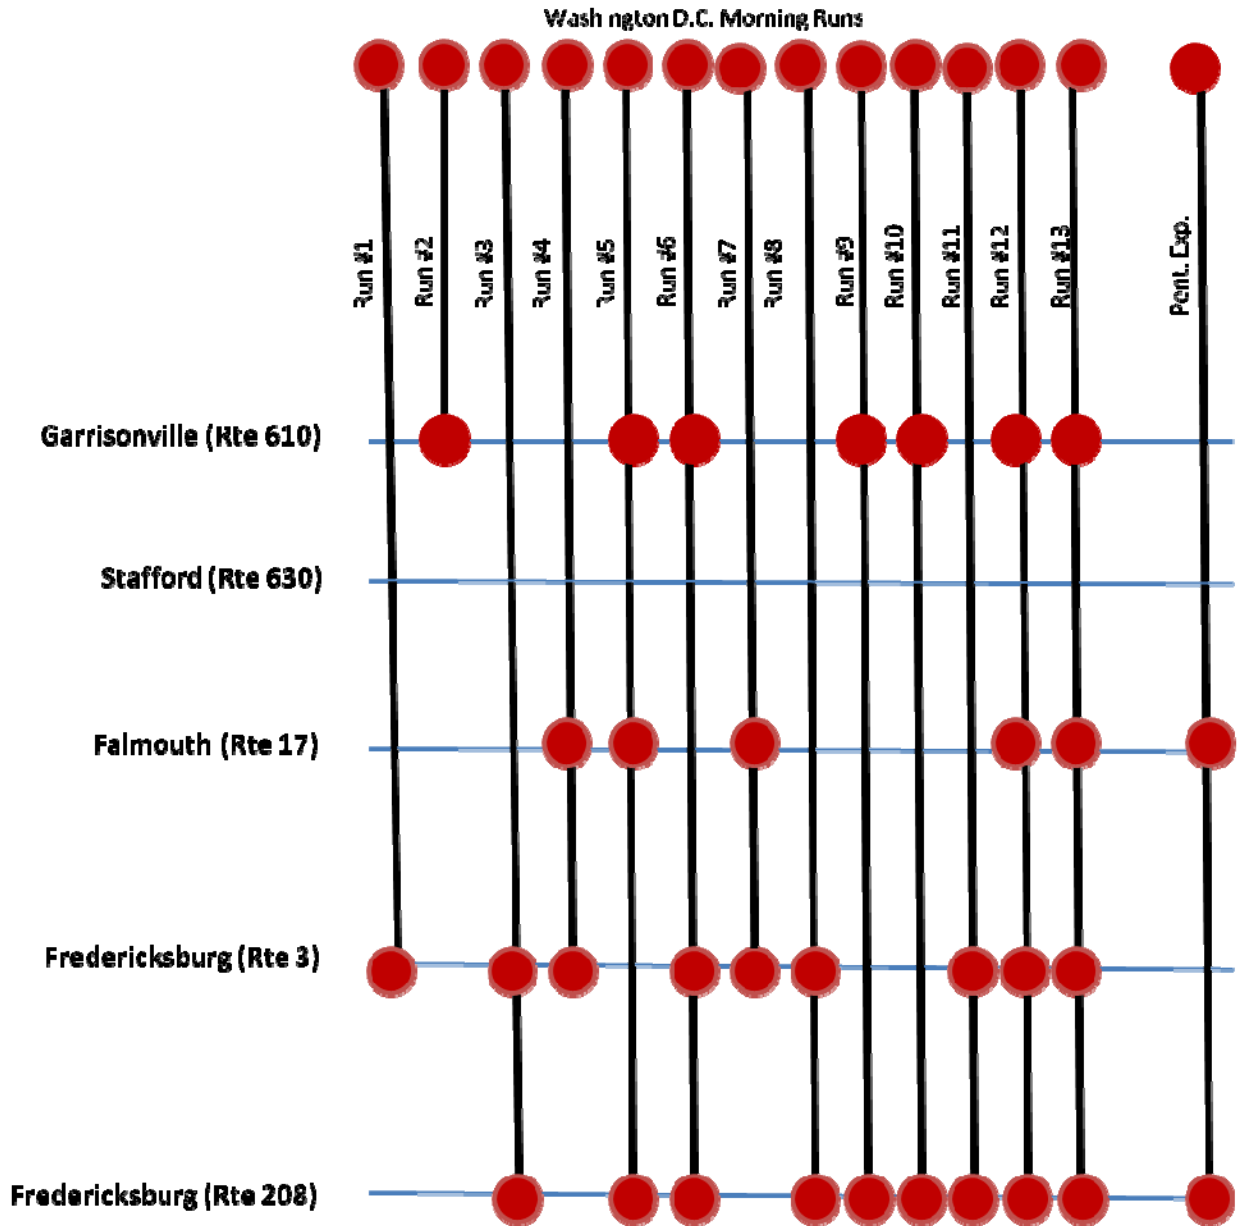 Washington D.C. Morning Runs
Run #1
Run #2
Run #3
Run #4
Run #5
Run #6
Run #7
Run #8
Run #9
Run #10
Run #11
Run #12
Run #13
Pent. Exp.
Garrisonville (Rte 610)
Stafford (Rte 630)
Falmouth (Rte 17)
Fredericksburg (Rte 3)
Fredericksburg (Rte 208)